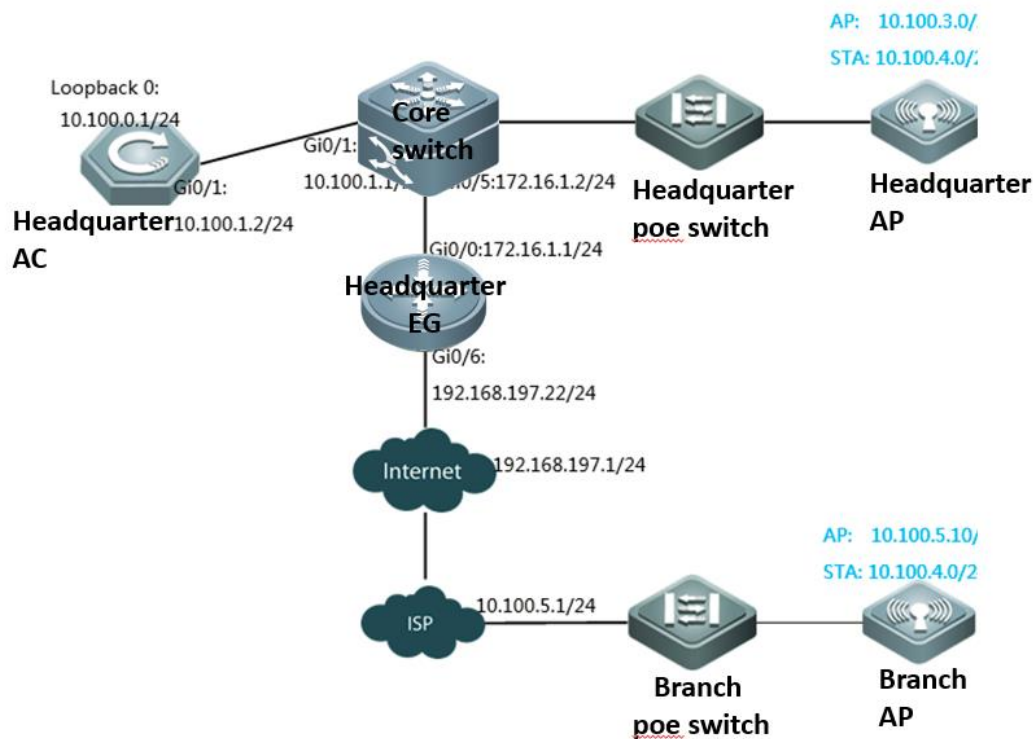 AP: 10.100.3.0/
STA: 10.100.4.0/2
Loopback 0:
10.100.0.1/24
Core
switch
Gi0/1:
10.100.1.1/
0/5:172.16.1.2/24
Gi0/1:
10.100.1.2/24
Headquarter
AC
Headquarter
poe switch
Headquarter
AP
Gi0/0:172.16.1.1/24
Headquarter
EG
Gi0/6:
192.168.197.22/24
Internet
192.168.197.1/24
AP: 10.100.5.10/
STA: 10.100.4.0/2
10.100.5.1/24
ISP
Branch
poe switch
Branch
AP